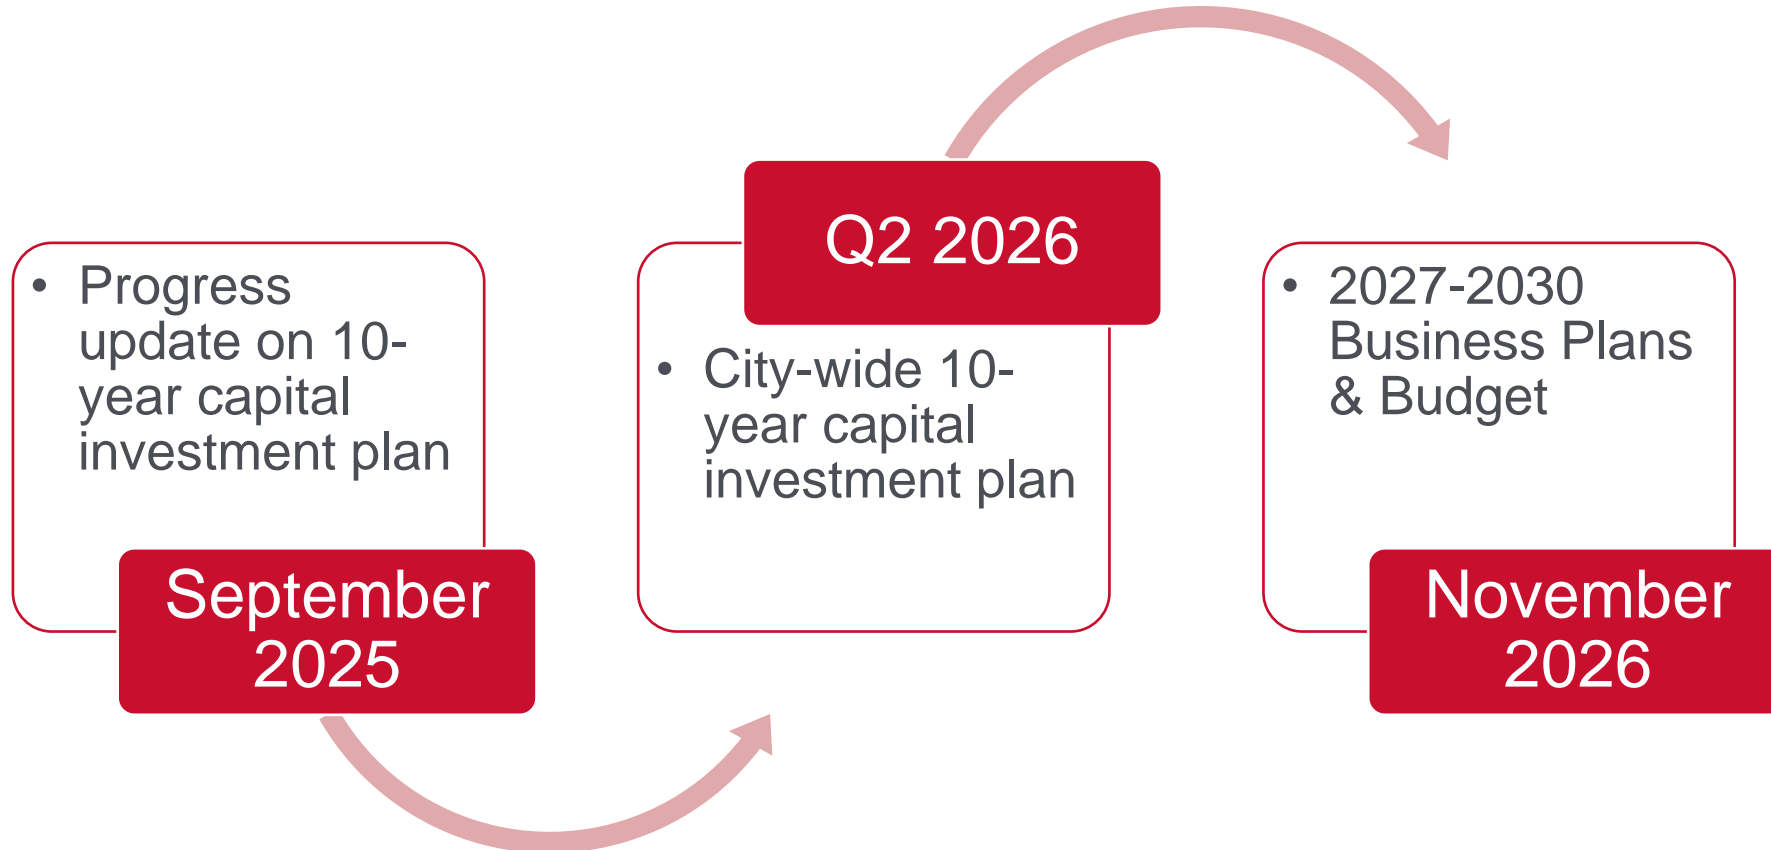 • Progress
update on 10-
year capital
investment plan
September
2025
Q2 2026
• City-wide 10-
year capital
investment plan
• 2027-2030
Business Plans
& Budget
November
2026